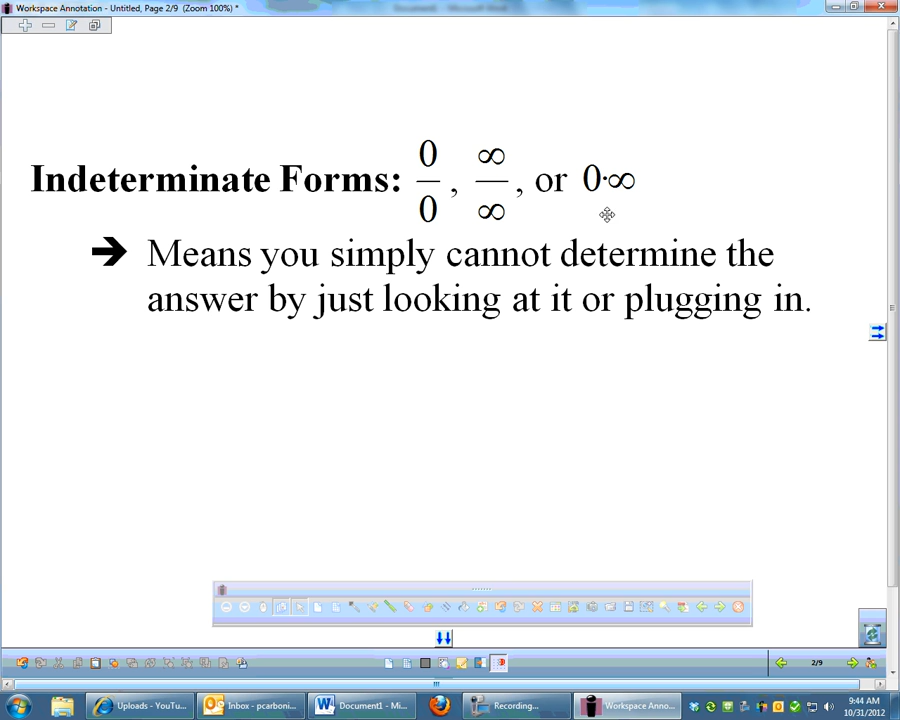 Workspace Annotation - Untitled, Page 2/9 (Zoom 100%) *
Indeterminate Forms: 0/0 , ∞/∞ , or 0·∞
➔ Means you simply cannot determine the
answer by just looking at it or plugging in.
2/9
Uploads - YouTu...
Inbox - pcarboni...
Document1 - Mi...
Recording...
Workspace Anno...
9:44 AM
10/31/2012